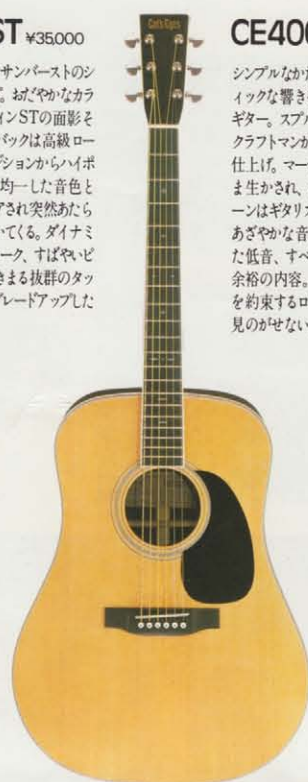 ST ¥35,000
サンバーストのシ
。おだやかなカラ
インSTの面影そ
バックは高級ロー
ジションからハイポ
均一した音色と
アされ突然あたら
いてくる。ダイナミ
ーク、すばやいピ
きまる抜群のタッ
グレードアップした
Cat's Eyes
CE400
シンプルなかた
ィックな響き
ギター。スプル
クラフトマンが
仕上げ。マー
ま生かされ、
ーンはギタリス
あざやかな音
た低音、すべ
余裕の内容。
を約束するロ
見のがせない